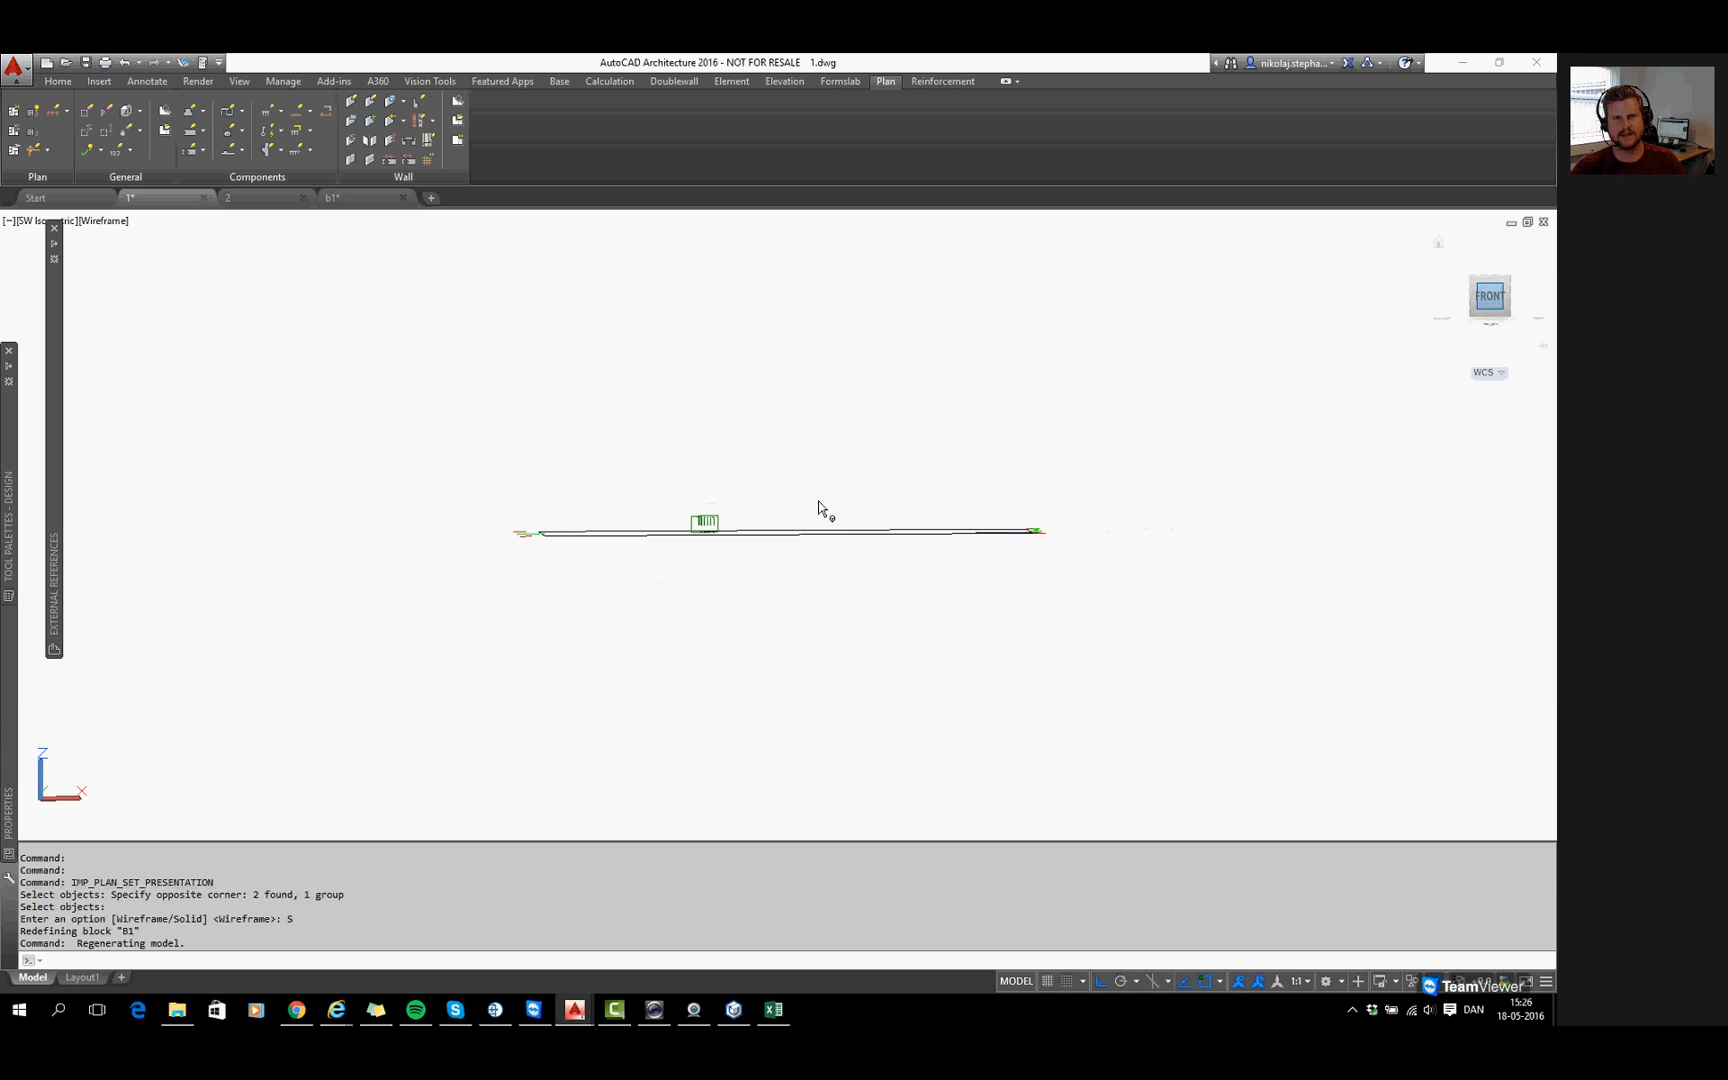 AutoCAD Architecture 2016 - NOT FOR RESALE 1.dwg
nikolaj.stepha...
Home Insert Annotate Render View Manage Add-ins A360 Vision Tools Featured Apps Base Calculation Doublewall Element Elevation Formslab Plan Reinforcement
Plan General Components Wall
Start 1* 2 b1*
[−][SW Iso metric][Wireframe]
FRONT
WCS
TOOL PALETTES - DESIGN
EXTERNAL REFERENCES
PROPERTIES
Z
X
Command:
Command:
Command: IMP_PLAN_SET_PRESENTATION
Select objects: Specify opposite corner: 2 found, 1 group
Select objects:
Enter an option [Wireframe/Solid] <Wireframe>: S
Redefining block "B1"
Command: Regenerating model.
Model Layout1
MODEL 1:1
TeamViewer
DAN
15:26
18-05-2016